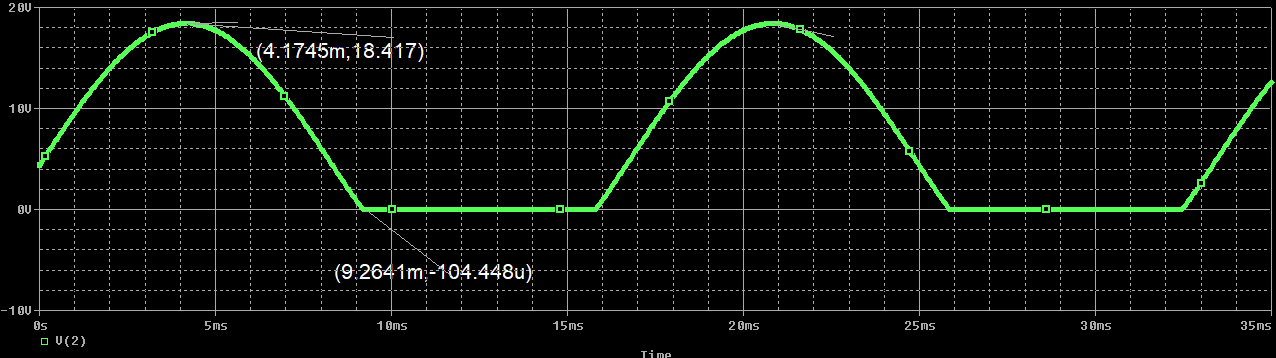 20V
(4.1745m,18.417)
10V
0V
(9.2641m,-104.448u)
-10V
0s 5ms 10ms 15ms 20ms 25ms 30ms 35ms
V(2)
Time